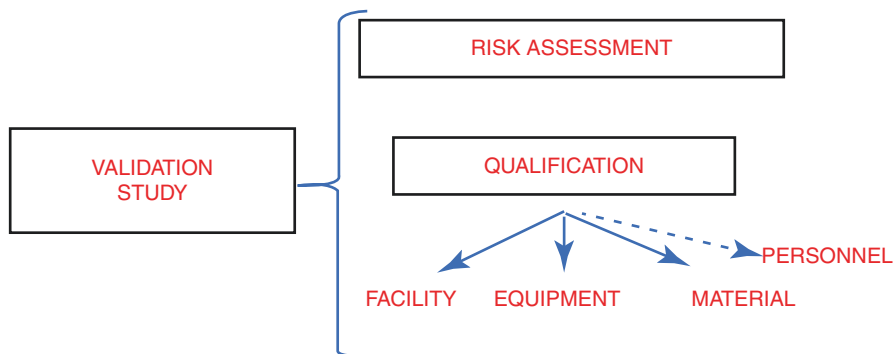 RISK ASSESSMENT
VALIDATION
STUDY
QUALIFICATION
PERSONNEL
FACILITY
EQUIPMENT
MATERIAL